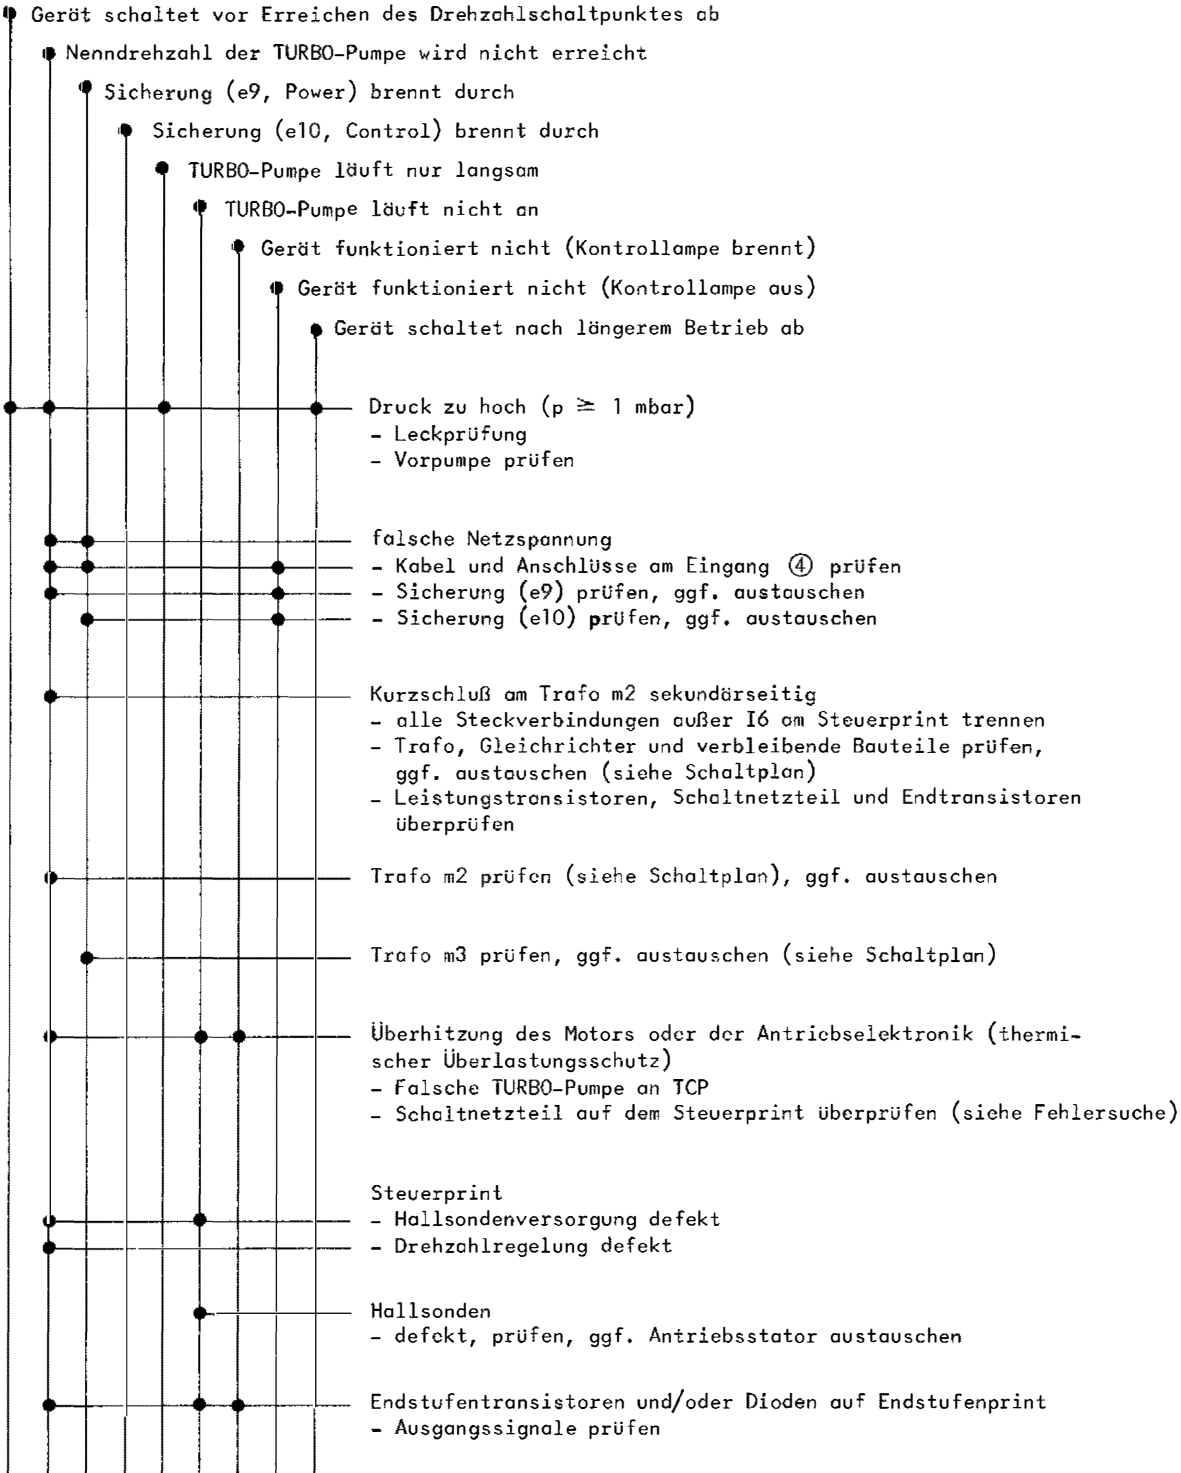 Gerät schaltet vor Erreichen des Drehzahlschaltpunktes ab
Nenndrehzahl der TURBO-Pumpe wird nicht erreicht
Sicherung (e9, Power) brennt durch
Sicherung (e10, Control) brennt durch
TURBO-Pumpe läuft nur langsam
TURBO-Pumpe läuft nicht an
Gerät funktioniert nicht (Kontrollampe brennt)
Gerät funktioniert nicht (Kontrollampe aus)
Gerät schaltet nach längerem Betrieb ab
Druck zu hoch (p ≥ 1 mbar)
- Leckprüfung
- Vorpumpe prüfen
falsche Netzspannung
- Kabel und Anschlüsse am Eingang ④ prüfen
- Sicherung (e9) prüfen, ggf. austauschen
- Sicherung (e10) prüfen, ggf. austauschen
Kurzschluß am Trafo m2 sekundärseitig
- alle Steckverbindungen außer I6 am Steuerprint trennen
- Trafo, Gleichrichter und verbleibende Bauteile prüfen,
ggf. austauschen (siehe Schaltplan)
- Leistungstransistoren, Schaltnetzteil und Endtransistoren
überprüfen
Trafo m2 prüfen (siehe Schaltplan), ggf. austauschen
Trafo m3 prüfen, ggf. austauschen (siehe Schaltplan)
Überhitzung des Motors oder der Antriebselektronik (thermi-
scher Überlastungsschutz)
- Falsche TURBO-Pumpe an TCP
- Schaltnetzteil auf dem Steuerprint überprüfen (siehe Fehlersuche)
Steuerprint
- Hallsondenversorgung defekt
- Drehzahlregelung defekt
Hallsonden
- defekt, prüfen, ggf. Antriebsstator austauschen
Endstufentransistoren und/oder Dioden auf Endstufenprint
- Ausgangssignale prüfen